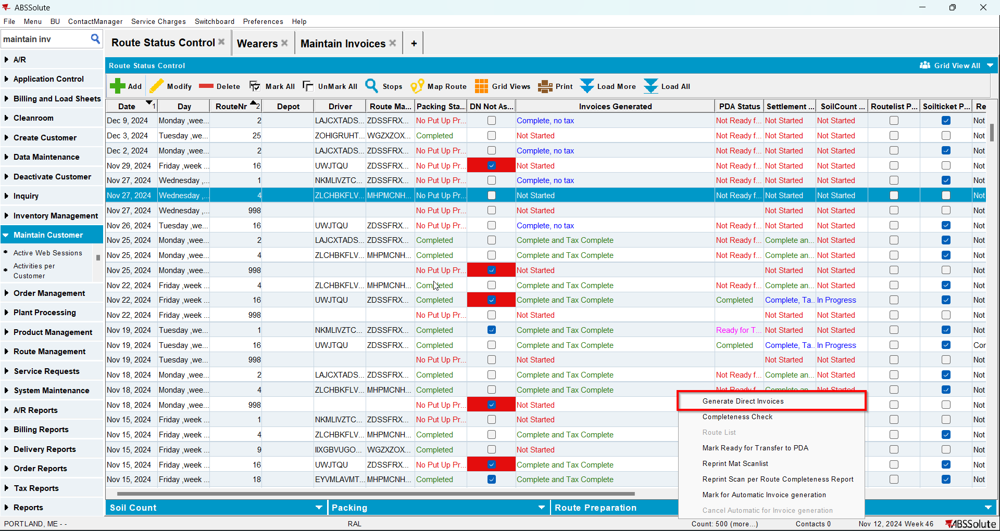 ABSSolute
File Menu BU ContactManager Service Charges Switchboard Preferences Help
maintain inv
Route Status Control Wearers Maintain Invoices +
Route Status Control Grid View All
Add Modify Delete Mark All UnMark All Stops Map Route Grid Views Print Load More Load All
A/R
Application Control
Billing and Load Sheets
Cleanroom
Create Customer
Data Maintenance
Deactivate Customer
Inquiry
Inventory Management
Maintain Customer
Active Web Sessions
Activities per
Customer
Order Management
Plant Processing
Product Management
Route Management
Service Requests
System Maintenance
A/R Reports
Billing Reports
Delivery Reports
Order Reports
Tax Reports
Reports
Date 1 Day RouteNr 2 Depot Driver Route Ma... Packing Sta... DN Not As... Invoices Generated PDA Status Settlement ... SoilCount ... Routelist P... Soilticket P... Re
Dec 9, 2024 Monday ,wee... 2 LAJCXTADS... ZDSSFRX... No Put Up Pr... Complete, no tax Not Ready f... Not Started Not Started Not
Dec 3, 2024 Tuesday ,we... 25 ZOHIGRUHT... WGZXZOX... Completed Not Started Not Ready f... Not Started Not Started Not
Dec 2, 2024 Monday ,wee... 2 LAJCXTADS... ZDSSFRX... No Put Up Pr... Complete, no tax Not Ready f... Not Started Not Started Not
Nov 29, 2024 Friday ,week ... 16 UWJTQU ZDSSFRX... No Put Up Pr... Not Started Not Ready f... Not Started Not Started Not
Nov 27, 2024 Wednesday ,... 1 NKMLIVZTC... ZDSSFRX... No Put Up Pr... Complete, no tax Not Ready f... Not Started Not Started Not
Nov 27, 2024 Wednesday ,... 4 ZLCHBKFLV... MHPMCNH... No Put Up Pr... Not Started Not Ready f... Not Started Not Started Not
Nov 27, 2024 Wednesday ,... 998 No Put Up Pr... Not Started Not Started Not Started Not
Nov 26, 2024 Tuesday ,we... 16 UWJTQU ZDSSFRX... No Put Up Pr... Complete, no tax Not Ready f... Not Started Not Started Not
Nov 25, 2024 Monday ,wee... 2 LAJCXTADS... ZDSSFRX... Completed Complete and Tax Complete Not Ready f... Complete an... Not Started Not
Nov 25, 2024 Monday ,wee... 4 ZLCHBKFLV... MHPMCNH... Completed Complete and Tax Complete Not Ready f... Complete an... Not Started Not
Nov 25, 2024 Monday ,wee... 998 No Put Up Pr... Not Started Not Started Not Started Not
Nov 22, 2024 Friday ,week ... 4 ZLCHBKFLV... MHPMCNH... Completed Complete and Tax Complete Not Ready f... Complete an... Not Started Not
Nov 22, 2024 Friday ,week ... 16 UWJTQU ZDSSFRX... Completed Complete and Tax Complete Completed Complete, Ta... In Progress Not
Nov 22, 2024 Friday ,week ... 998 No Put Up Pr... Not Started Not Started Not Started Not
Nov 19, 2024 Tuesday ,we... 1 NKMLIVZTC... ZDSSFRX... Completed Complete and Tax Complete Ready for T... Not Started Not Started Not
Nov 19, 2024 Tuesday ,we... 16 UWJTQU ZDSSFRX... Completed Complete and Tax Complete Completed Complete, Ta... In Progress Cor
Nov 19, 2024 Tuesday ,we... 998 No Put Up Pr... Not Started Not Started Not Started Not
Nov 18, 2024 Monday ,wee... 2 LAJCXTADS... ZDSSFRX... Completed Complete and Tax Complete Not Ready f... Complete an... Not Started Not
Nov 18, 2024 Monday ,wee... 4 ZLCHBKFLV... MHPMCNH... Completed Complete and Tax Complete Not Ready f... Complete an... Not Started Not
Nov 18, 2024 Monday ,wee... 998 No Put Up Pr... Not Started Not
Nov 15, 2024 Friday ,week ... 1 NKMLIVZTC... ZDSSFRX... No Put Up Pr... Not Started Not
Nov 15, 2024 Friday ,week ... 4 ZLCHBKFLV... MHPMCNH... Completed Complete and Tax Complete Not
Nov 15, 2024 Friday ,week ... 9 IIXGBVUGO... WGZXZOX... Completed Not Started Not
Nov 15, 2024 Friday ,week ... 16 UWJTQU ZDSSFRX... No Put Up Pr... Complete and Tax Complete Not
Nov 15, 2024 Friday ,week ... 18 EYVMLAVMT... MHPMCNH... Completed Complete and Tax Complete Not
Generate Direct Invoices
Completeness Check
Route List
Mark Ready for Transfer to PDA
Reprint Mat Scanlist
Reprint Scan per Route Completeness Report
Mark for Automatic Invoice generation
Cancel Automatic for Invoice generation
Soil Count Packing Route Preparation
PORTLAND, ME - - RAL Count: 500 (more...) Contacts 0 Nov 12, 2024 Week 46 ABSSolute